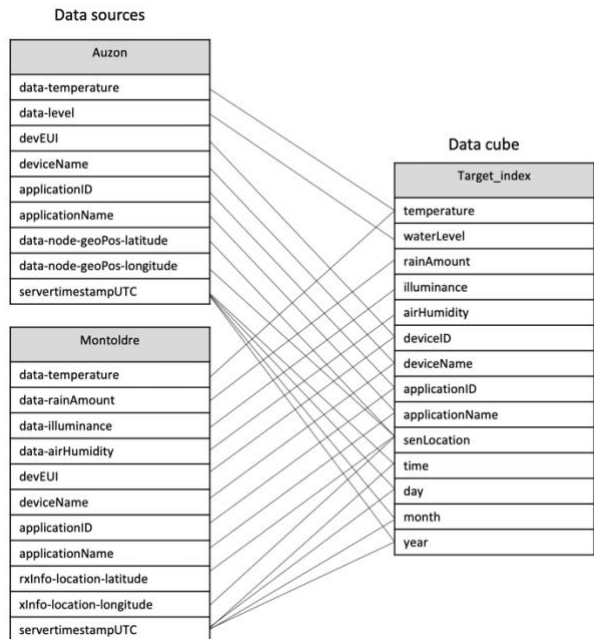 Data sources
Auzon
data-temperature
data-level
devEUI
deviceName
applicationID
applicationName
data-node-geoPos-latitude
data-node-geoPos-longitude
servertimestampUTC
Montoldre
data-temperature
data-rainAmount
data-illuminance
data-airHumidity
devEUI
deviceName
applicationID
applicationName
rxInfo-location-latitude
xInfo-location-longitude
servertimestampUTC
Data cube
Target_index
temperature
waterLevel
rainAmount
illuminance
airHumidity
deviceID
deviceName
applicationID
applicationName
senLocation
time
day
month
year